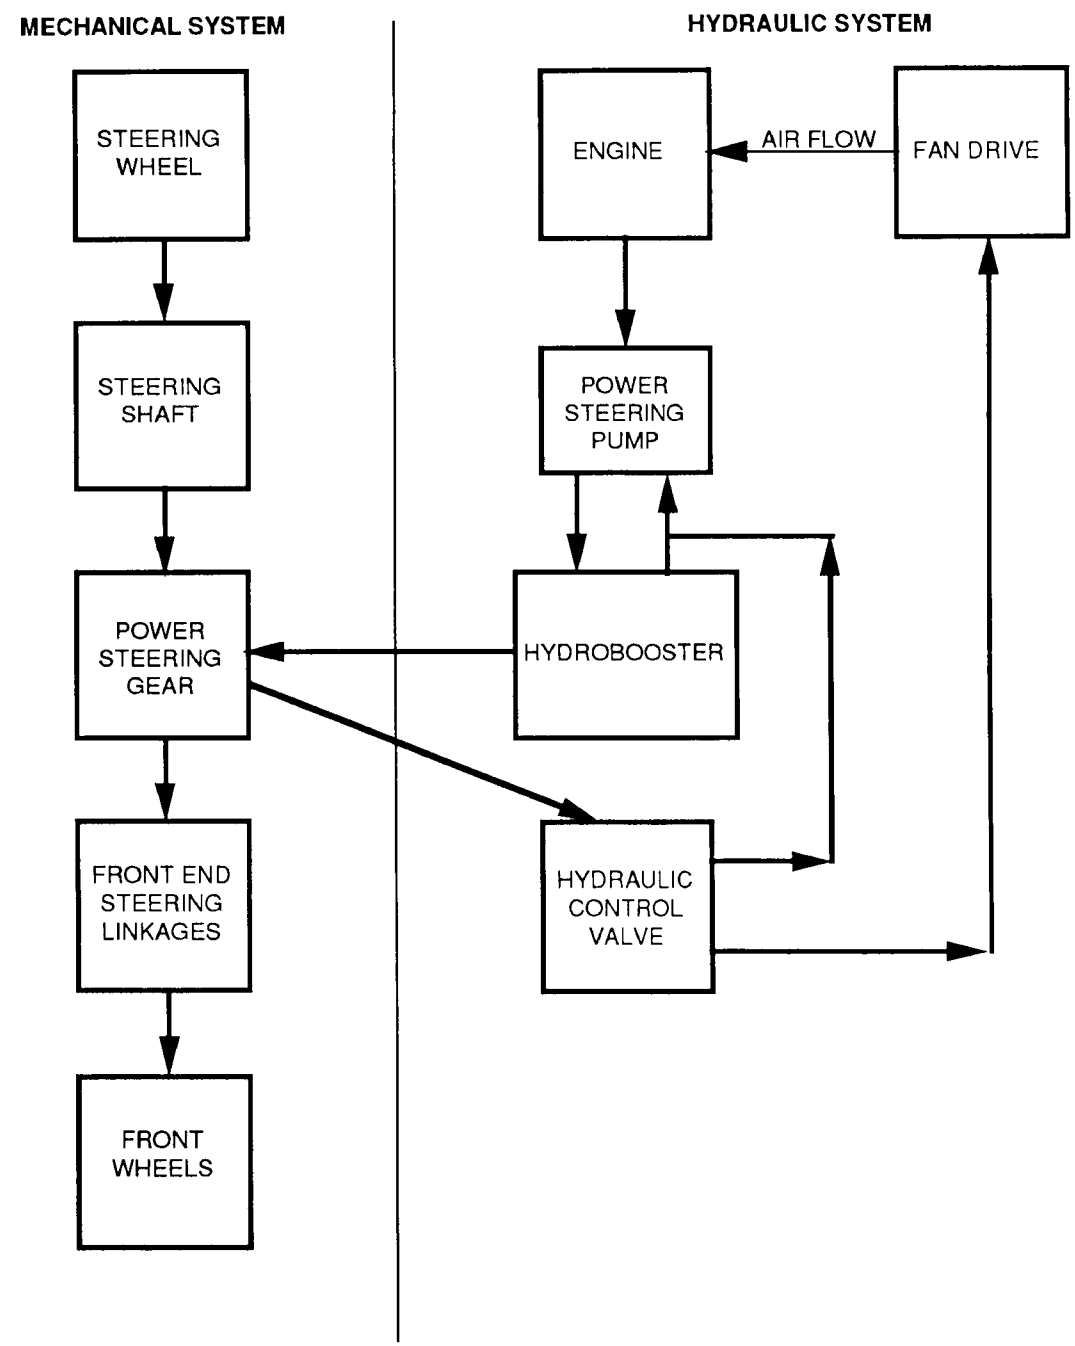 MECHANICAL SYSTEM
HYDRAULIC SYSTEM
STEERING
WHEEL
STEERING
SHAFT
POWER
STEERING
GEAR
FRONT END
STEERING
LINKAGES
FRONT
WHEELS
ENGINE
AIR FLOW
FAN DRIVE
POWER
STEERING
PUMP
HYDROBOOSTER
HYDRAULIC
CONTROL
VALVE